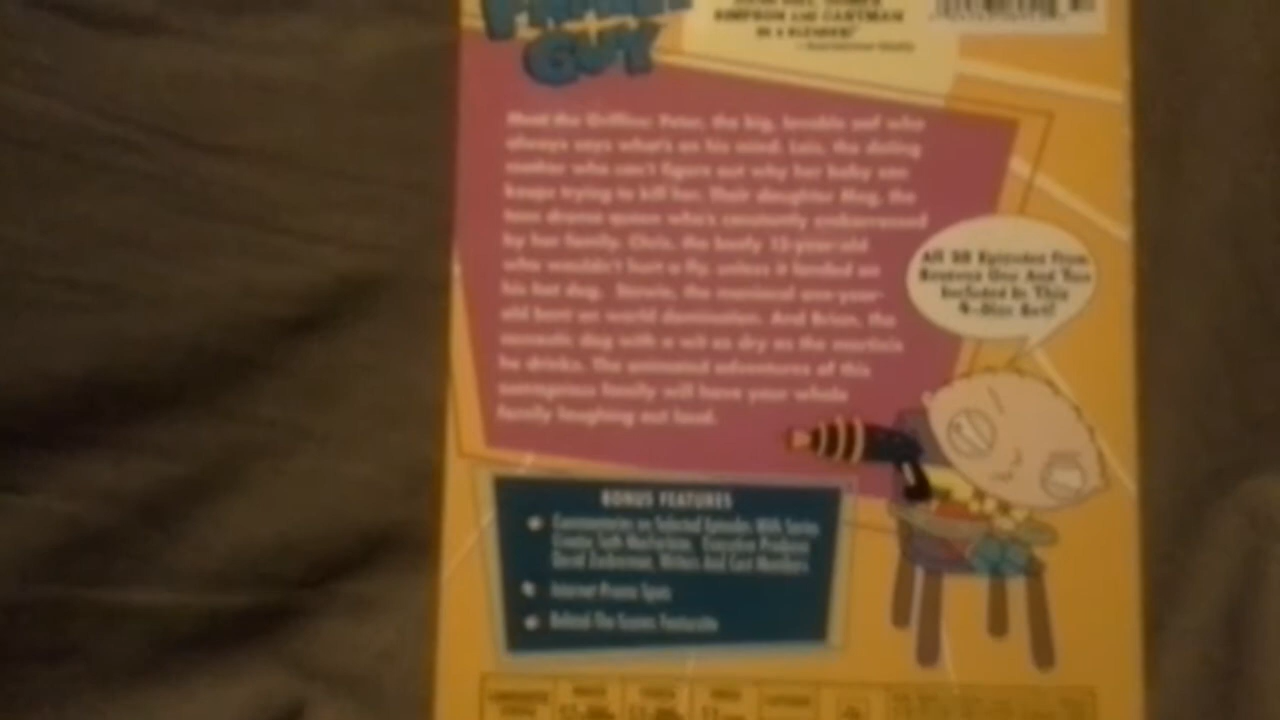 FAMILY
GUY
SIMPSON AND CARTMAN
IN A BLENDER!"
- Entertainment Weekly
Meet the Griffins: Peter, the big, lovable oaf who
always says what's on his mind. Lois, the doting
mother who can't figure out why her baby son
keeps trying to kill her. Their daughter Meg, the
teen drama queen who's constantly embarrassed
by her family. Chris, the beefy 13-year-old
who wouldn't hurt a fly, unless it landed on
his hot dog. Stewie, the maniacal one-year-
old bent on world domination. And Brian, the
sarcastic dog with a wit as dry as the martinis
he drinks. The animated adventures of this
outrageous family will have your whole
family laughing out loud.
All 28 Episodes From
Seasons One And Two
Included In This
4-Disc Set!
BONUS FEATURES
Commentaries on Selected Episodes With Series
Creator Seth MacFarlane, Executive Producer
David Zuckerman, Writers And Cast Members
Internet Promo Spots
Behind-The-Scenes Featurette